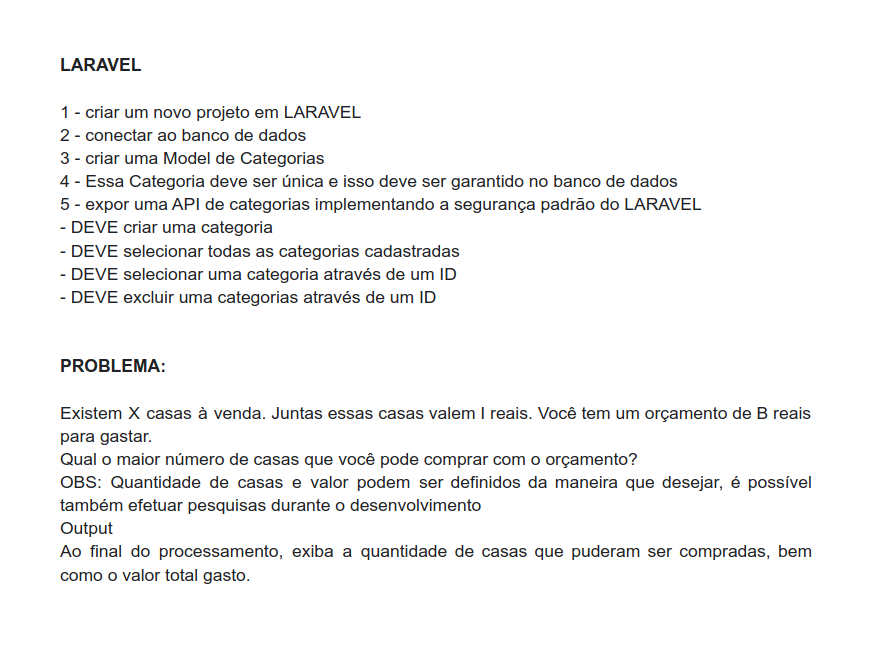 LARAVEL
1 - criar um novo projeto em LARAVEL
2 - conectar ao banco de dados
3 - criar uma Model de Categorias
4 - Essa Categoria deve ser única e isso deve ser garantido no banco de dados
5 - expor uma API de categorias implementando a segurança padrão do LARAVEL
- DEVE criar uma categoria
- DEVE selecionar todas as categorias cadastradas
- DEVE selecionar uma categoria através de um ID
- DEVE excluir uma categorias através de um ID
PROBLEMA:
Existem X casas à venda. Juntas essas casas valem I reais. Você tem um orçamento de B reais
para gastar.
Qual o maior número de casas que você pode comprar com o orçamento?
OBS: Quantidade de casas e valor podem ser definidos da maneira que desejar, é possível
também efetuar pesquisas durante o desenvolvimento
Output
Ao final do processamento, exiba a quantidade de casas que puderam ser compradas, bem
como o valor total gasto.